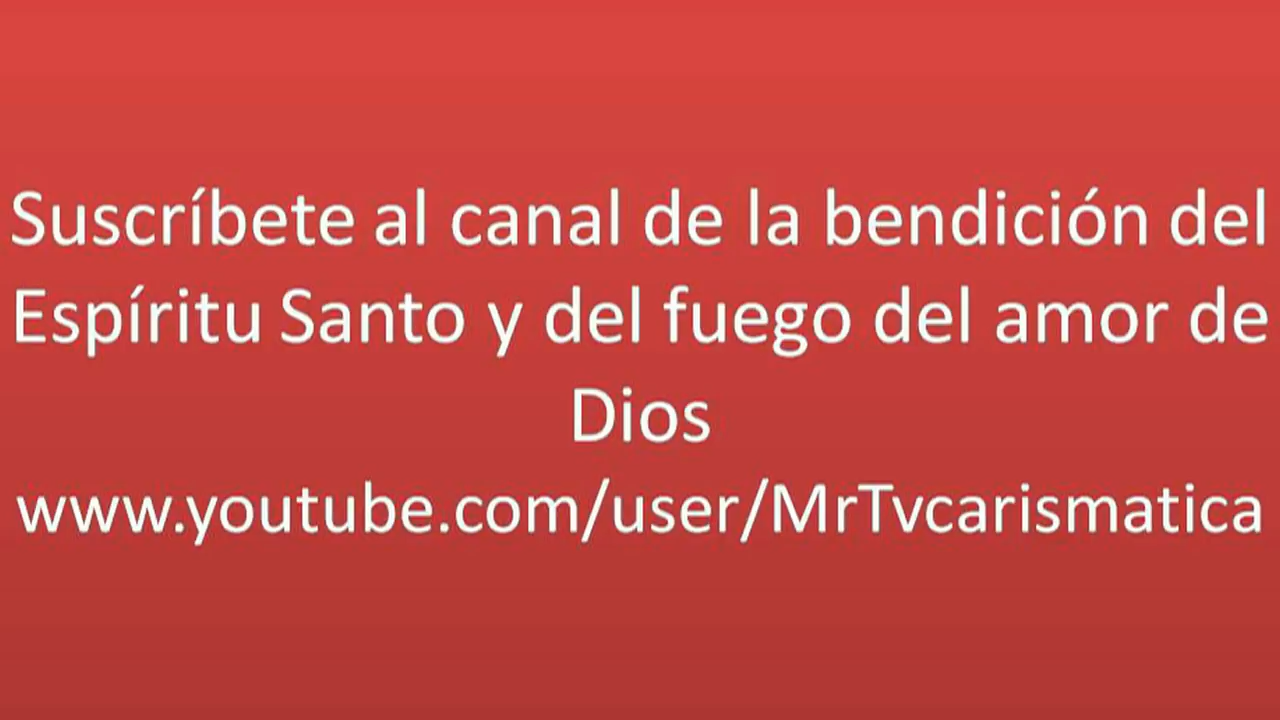 Suscríbete al canal de la bendición del
Espíritu Santo y del fuego del amor de
Dios
www.youtube.com/user/MrTvcarismatica